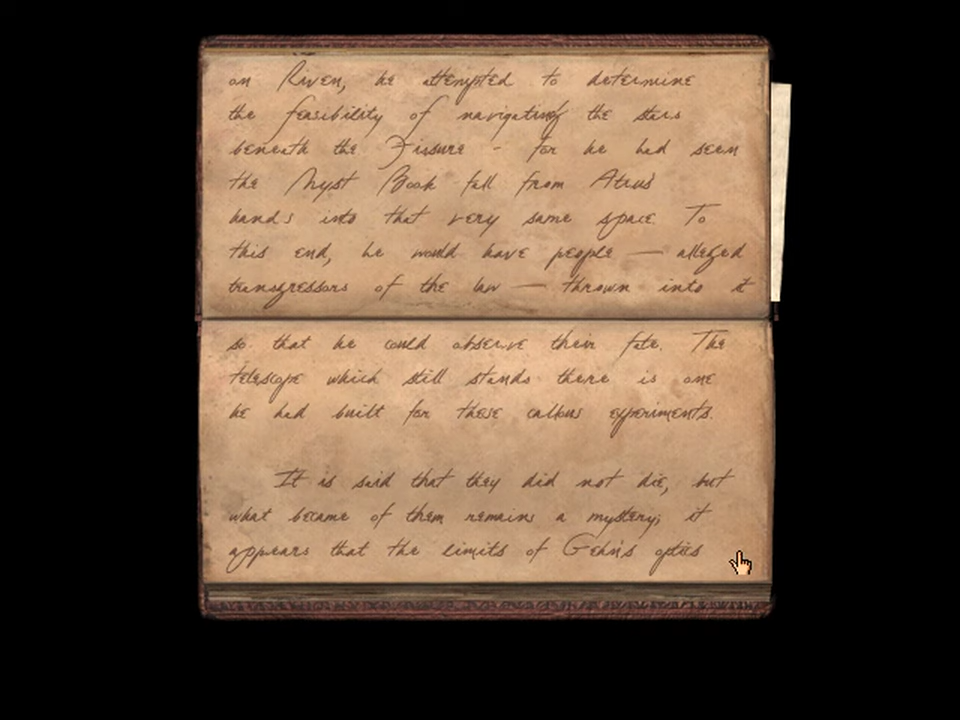 on Riven, he attempted to determine
the feasibility of navigating the stars
beneath the Fissure - for he had seen
the Myst Book fall from Atrus'
hands into that very same space. To
this end, he would have people — alleged
transgressors of the law — thrown into it
so that he could observe their fate. The
telescope which still stands there is one
he had built for these callous experiments.
It is said that they did not die, but
what became of them remains a mystery; it
appears that the limits of Gehn's optics